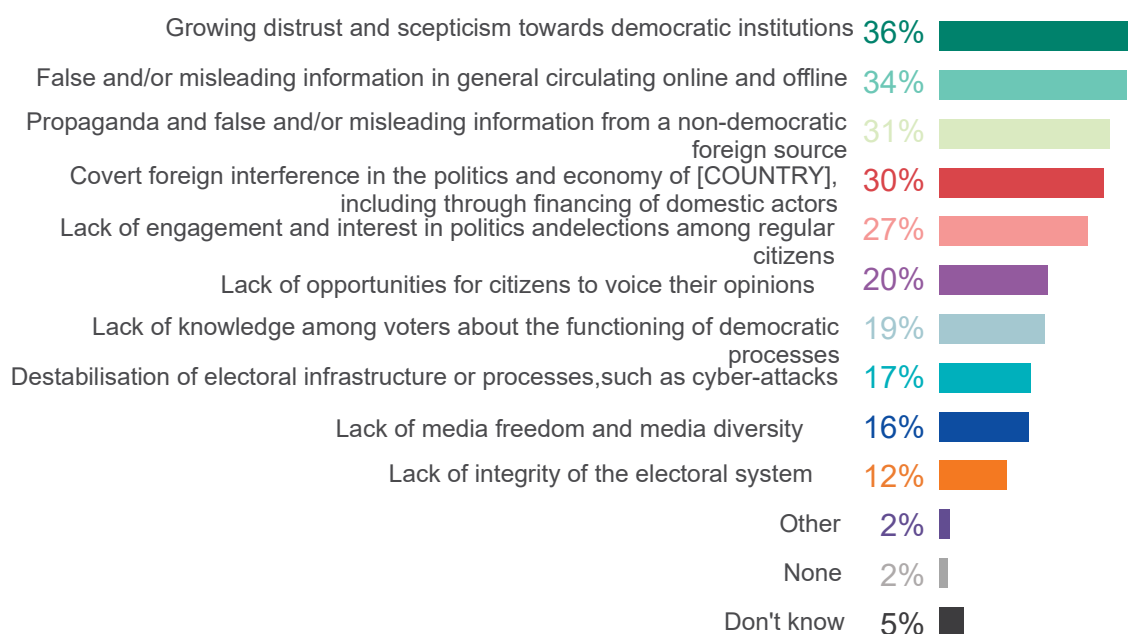 Growing distrust and scepticism towards democratic institutions 36%
False and/or misleading information in general circulating online and offline 34%
Propaganda and false and/or misleading information from a non-democratic
foreign source 31%
Covert foreign interference in the politics and economy of [COUNTRY],
including through financing of domestic actors 30%
Lack of engagement and interest in politics andelections among regular
citizens 27%
Lack of opportunities for citizens to voice their opinions 20%
Lack of knowledge among voters about the functioning of democratic
processes 19%
Destabilisation of electoral infrastructure or processes,such as cyber-attacks 17%
Lack of media freedom and media diversity 16%
Lack of integrity of the electoral system 12%
Other 2%
None 2%
Don't know 5%